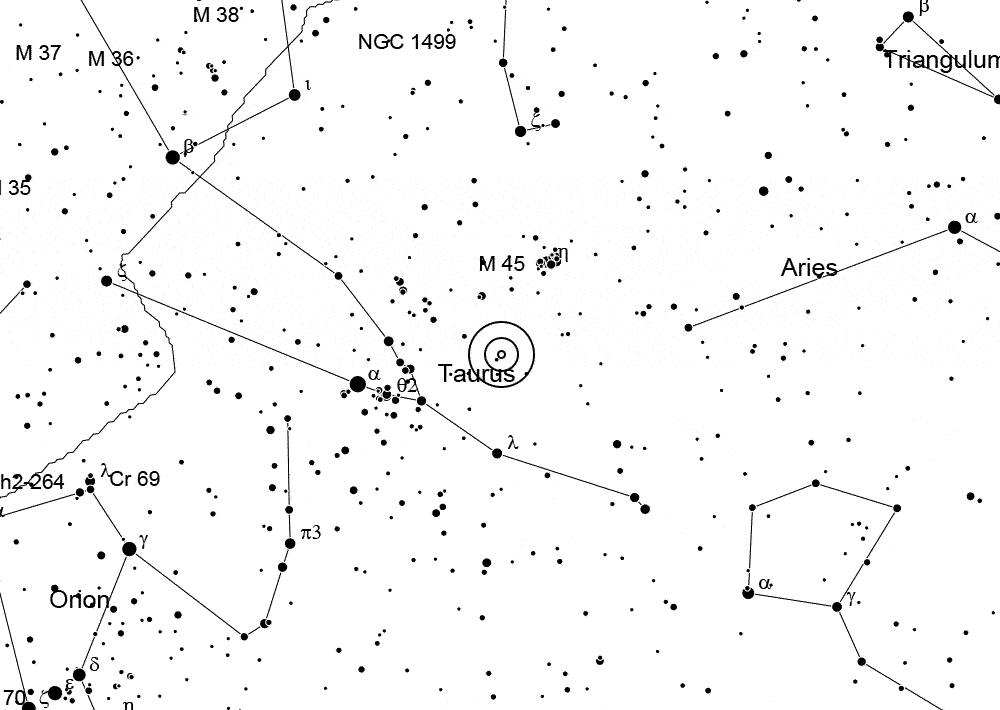 M 38
β
M 37
M 36
NGC 1499
Triangulum
ι
ζ
β
35
α
M 45
η
Aries
ζ
α
θ2
Taurus
λ
h2-264
λ
Cr 69
π3
γ
α
γ
Orion
δ
ε
ζ
70
η